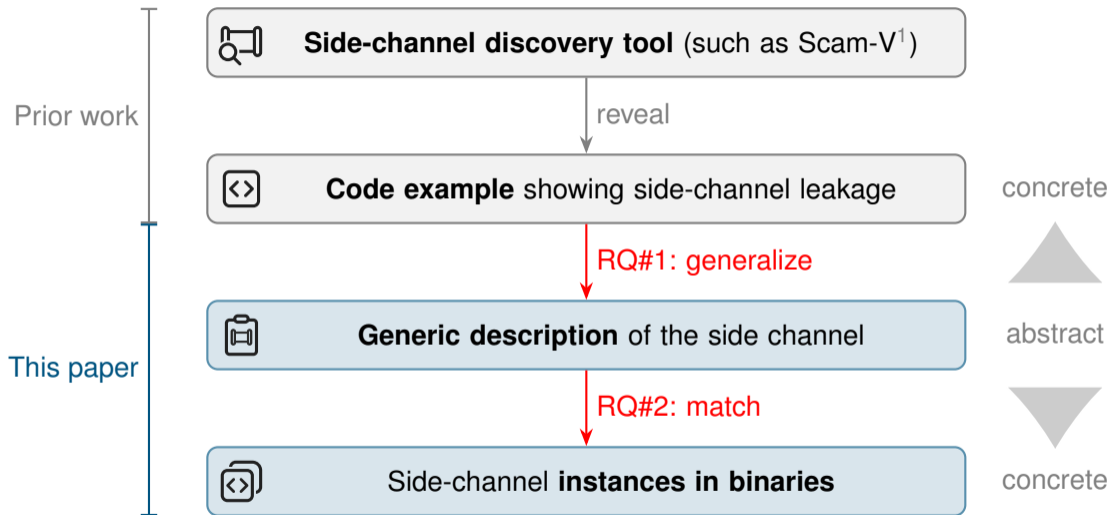 Side-channel discovery tool (such as Scam-V¹)
Prior work
reveal
Code example showing side-channel leakage
concrete
RQ#1: generalize
Generic description of the side channel
abstract
This paper
RQ#2: match
Side-channel instances in binaries
concrete